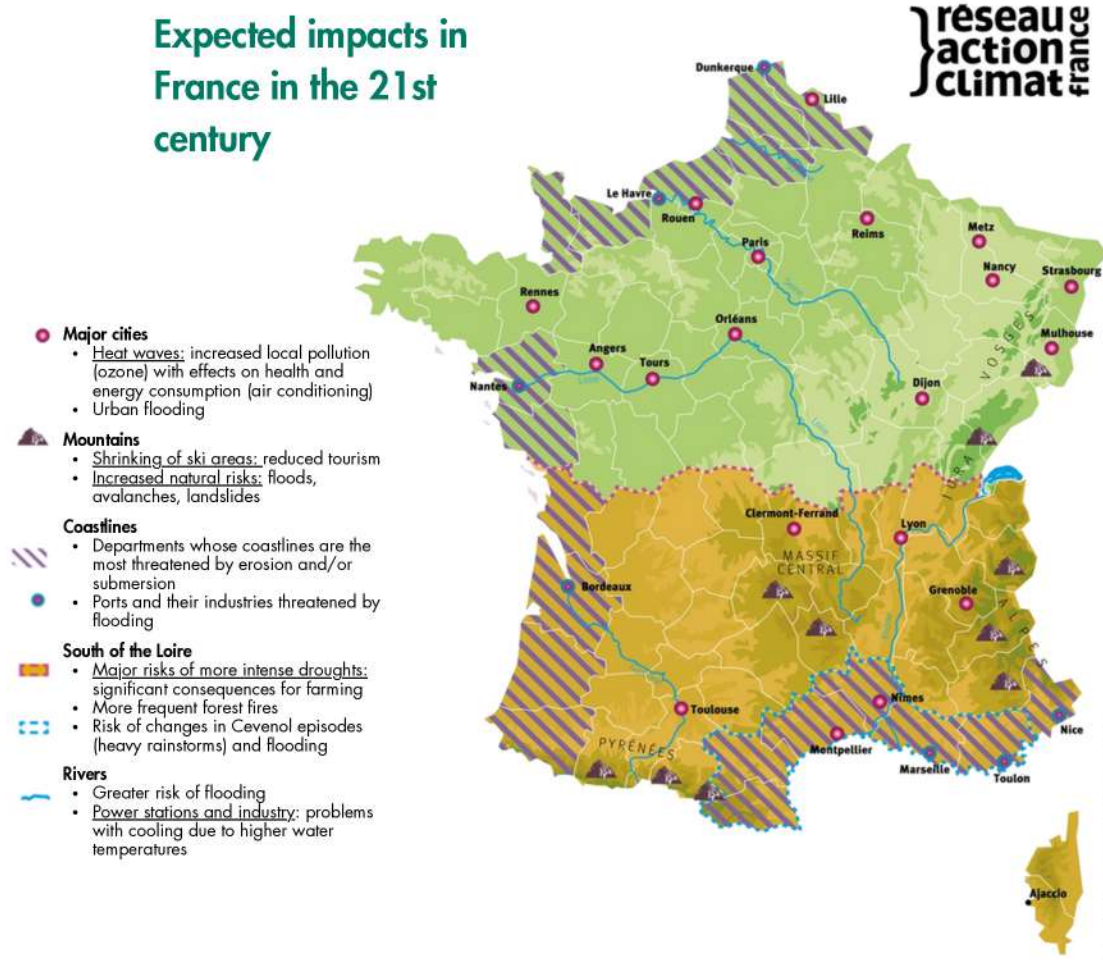 Expected impacts in
France in the 21st
century
réseau
action
climat
france
Major cities
• Heat waves: increased local pollution
(ozone) with effects on health and
energy consumption (air conditioning)
• Urban flooding
Mountains
• Shrinking of ski areas: reduced tourism
• Increased natural risks: floods,
avalanches, landslides
Coastlines
• Departments whose coastlines are the
most threatened by erosion and/or
submersion
• Ports and their industries threatened by
flooding
South of the Loire
• Major risks of more intense droughts:
significant consequences for farming
• More frequent forest fires
• Risk of changes in Cevenol episodes
(heavy rainstorms) and flooding
Rivers
• Greater risk of flooding
• Power stations and industry: problems
with cooling due to higher water
temperatures
Dunkerque
Lille
Le Havre
Rouen
Reims
Metz
Paris
Nancy
Strasbourg
Seine
Rennes
Orléans
Mulhouse
VOSGES
Angers
Tours
Nantes
Loire
Dijon
Loire
JURA
Clermont-Ferrand
Lyon
MASSIF
CENTRAL
Bordeaux
Grenoble
ALPES
Rhône
Toulouse
Nîmes
PYRÉNÉES
Montpellier
Nice
Marseille
Toulon
Ajaccio